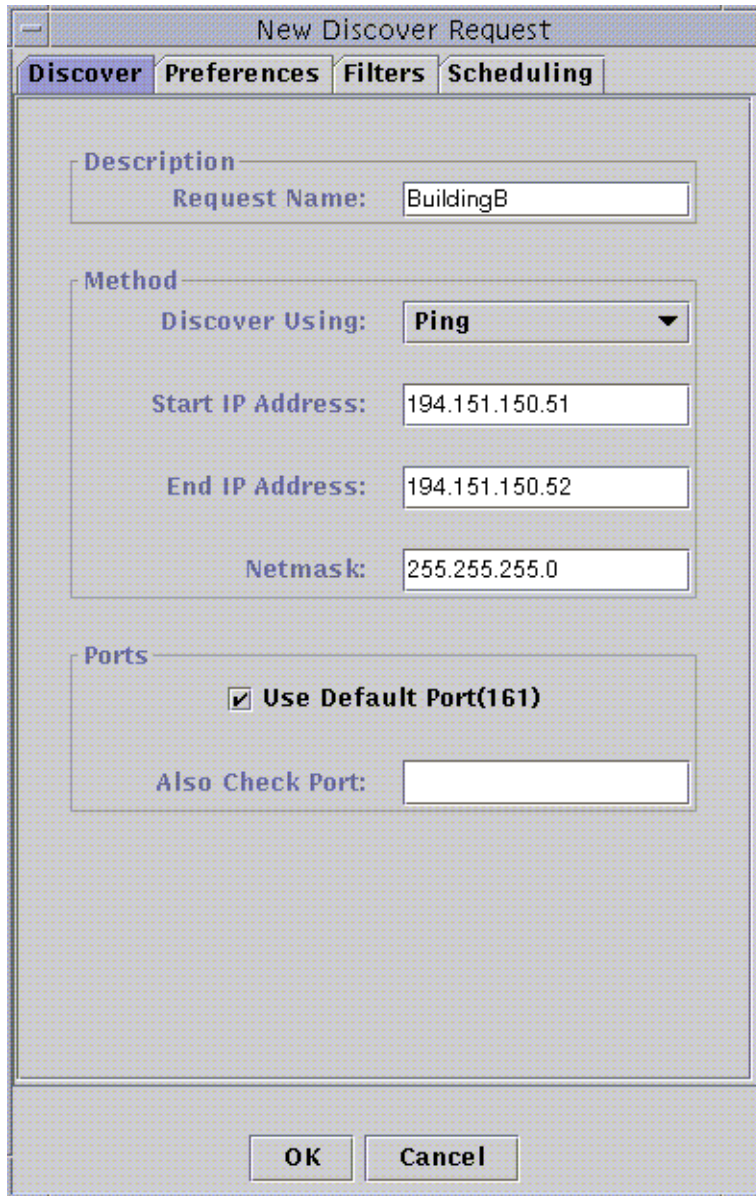 New Discover Request
Discover Preferences Filters Scheduling
Description
Request Name: BuildingB
Method
Discover Using: Ping
Start IP Address: 194.151.150.51
End IP Address: 194.151.150.52
Netmask: 255.255.255.0
Ports
Use Default Port(161)
Also Check Port:
OK Cancel